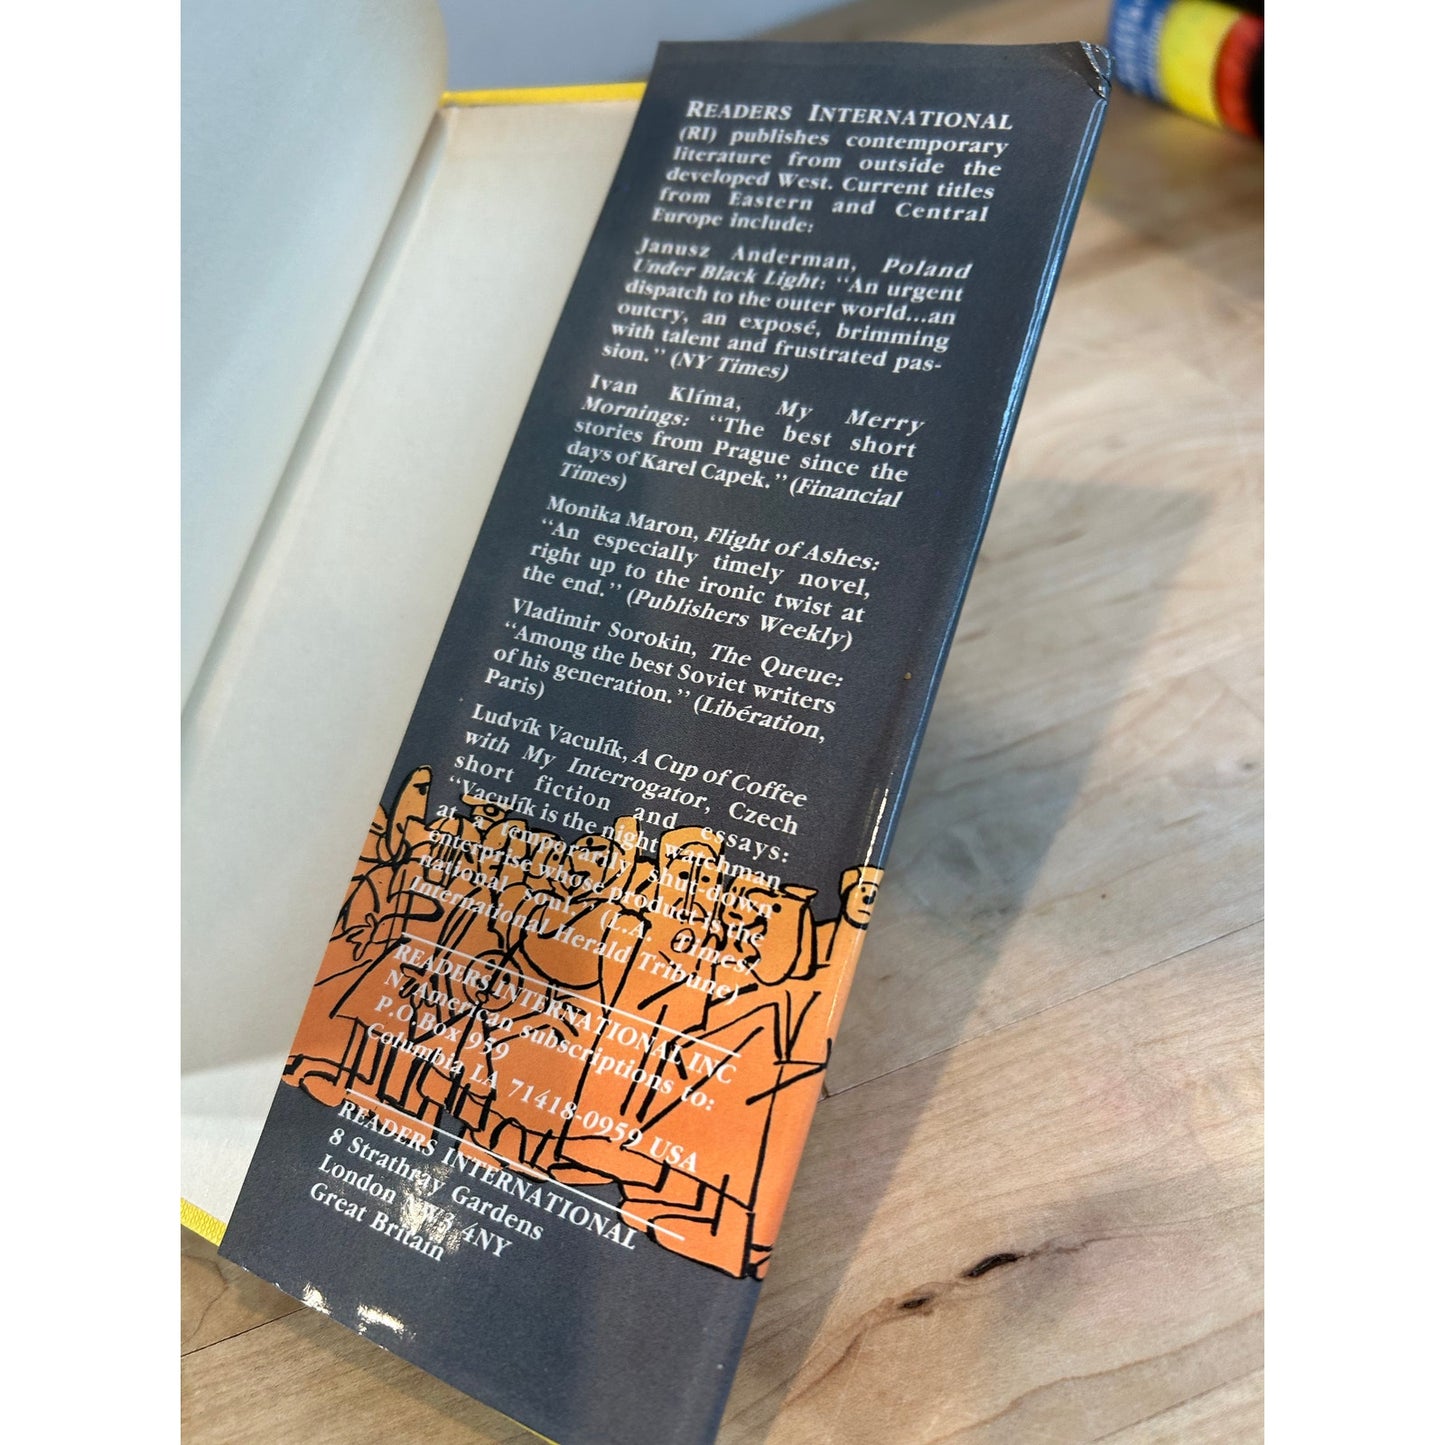 READERS INTERNATIONAL
(RI) publishes contemporary
literature from outside the
developed West. Current titles
from Eastern and Central
Europe include:
Janusz Anderman, Poland
Under Black Light: “An urgent
dispatch to the outer world...an
outcry, an exposé, brimming
with talent and frustrated pas-
sion.” (NY Times)
Ivan Klíma, My Merry
Mornings: “The best short
stories from Prague since the
days of Karel Capek.” (Financial
Times)
Monika Maron, Flight of Ashes:
“An especially timely novel,
right up to the ironic twist at
the end.” (Publishers Weekly)
Vladimir Sorokin, The Queue:
“Among the best Soviet writers
of his generation.” (Libération,
Paris)
Ludvík Vaculík, A Cup of Coffee
with My Interrogator, Czech
short fiction and essays:
“Vaculík is the night watchman
at a temporarily shut-down
enterprise whose product is the
national soul.” (L.A. Times/
International Herald Tribune)
READERS INTERNATIONAL INC
N. American subscriptions to:
P.O.Box 959
Columbia LA 71418-0959 USA
READERS INTERNATIONAL
8 Strathray Gardens
London NW3 4NY
Great Britain